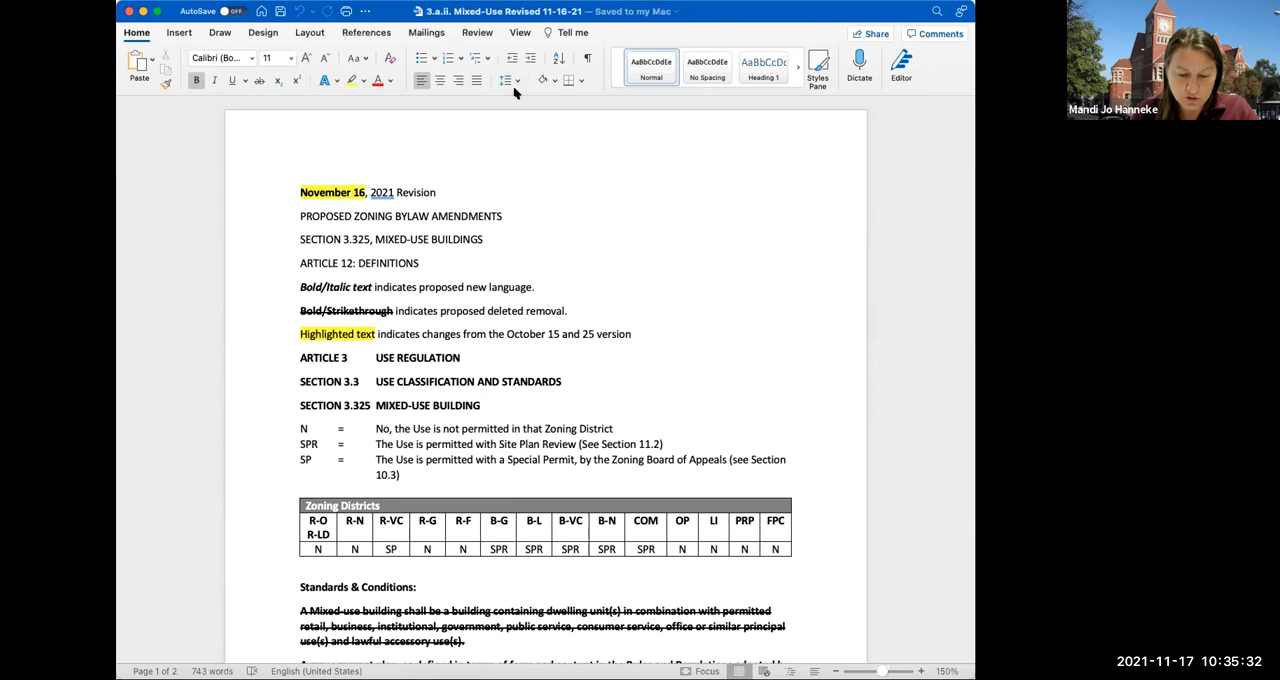 AutoSave OFF 3.a.ii. Mixed-Use Revised 11-16-21 — Saved to my Mac
Home Insert Draw Design Layout References Mailings Review View Tell me Share Comments
Paste Calibri (Bo... 11 Aa AaBbCcDdEe Normal AaBbCcDdEe No Spacing AaBbCcDc Heading 1 Styles Pane Dictate Editor
Mandi Jo Hanneke
November 16, 2021 Revision
PROPOSED ZONING BYLAW AMENDMENTS
SECTION 3.325, MIXED-USE BUILDINGS
ARTICLE 12: DEFINITIONS
Bold/Italic text indicates proposed new language.
Bold/Strikethrough indicates proposed deleted removal.
Highlighted text indicates changes from the October 15 and 25 version
ARTICLE 3 USE REGULATION
SECTION 3.3 USE CLASSIFICATION AND STANDARDS
SECTION 3.325 MIXED-USE BUILDING
N = No, the Use is not permitted in that Zoning District
SPR = The Use is permitted with Site Plan Review (See Section 11.2)
SP = The Use is permitted with a Special Permit, by the Zoning Board of Appeals (see Section
10.3)
Zoning Districts
R-O R-N R-VC R-G R-F B-G B-L B-VC B-N COM OP LI PRP FPC
R-LD
N N SP N N SPR SPR SPR SPR SPR N N N N
Standards & Conditions:
A Mixed-use building shall be a building containing dwelling unit(s) in combination with permitted
retail, business, institutional, government, public service, consumer service, office or similar principal
use(s) and lawful accessory use(s).
Page 1 of 2 743 words English (United States) Focus 150%
2021-11-17 10:35:32